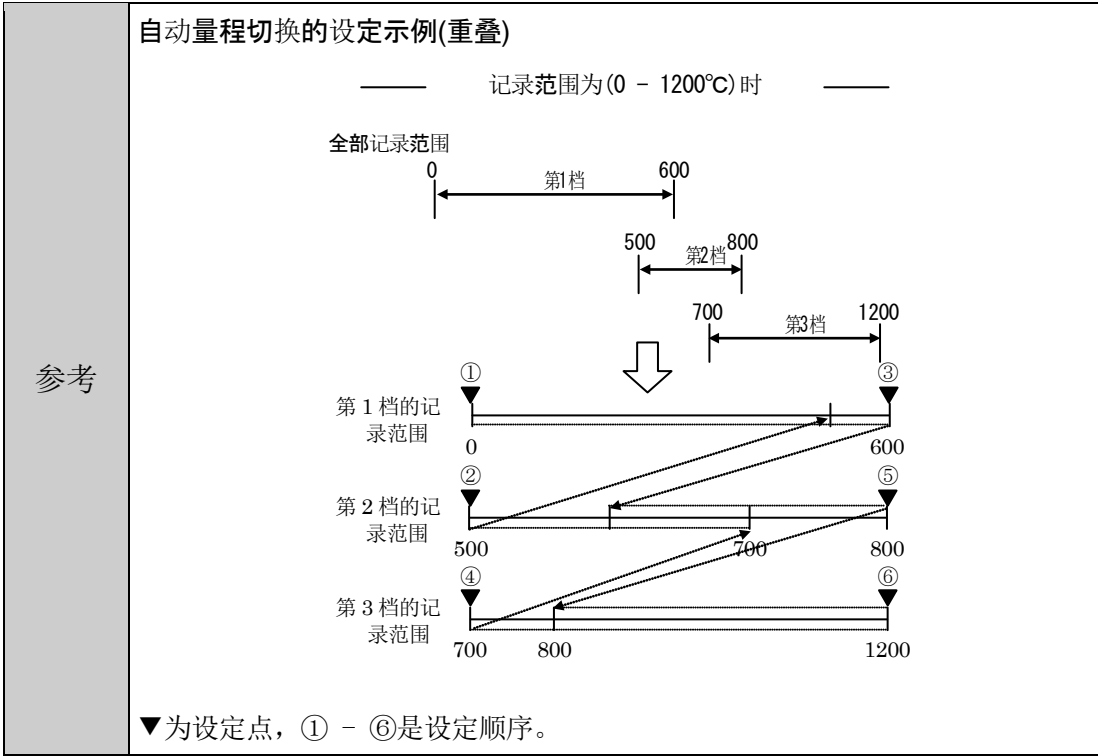 参考
自动量程切换的设定示例(重叠)
记录范围为(0 - 1200℃)时
全部记录范围
0 第1档 600
500 第2档 800
700 第3档 1200
① ③
第 1 档的记
录范围
0 600
② ⑤
第 2 档的记
录范围
500 700 800
④ ⑥
第 3 档的记
录范围
700 800 1200
▼为设定点，① - ⑥是设定顺序。